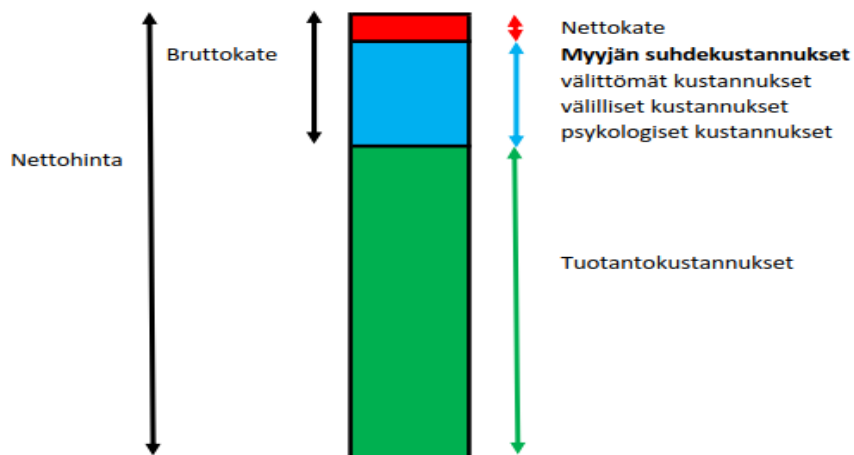 Nettokate
Bruttokate
Myyjän suhdekustannukset
välittömät kustannukset
välilliset kustannukset
psykologiset kustannukset
Nettohinta
Tuotantokustannukset